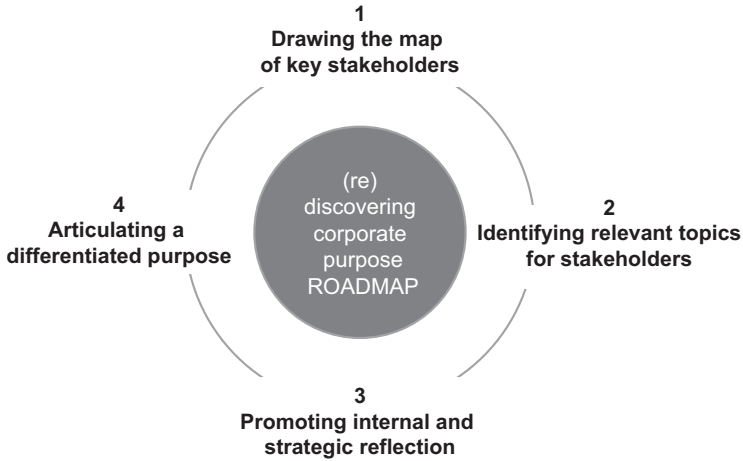 1
Drawing the map
of key stakeholders
(re)
discovering
corporate
purpose
ROADMAP
2
Identifying relevant topics
for stakeholders
3
Promoting internal and
strategic reflection
4
Articulating a
differentiated purpose